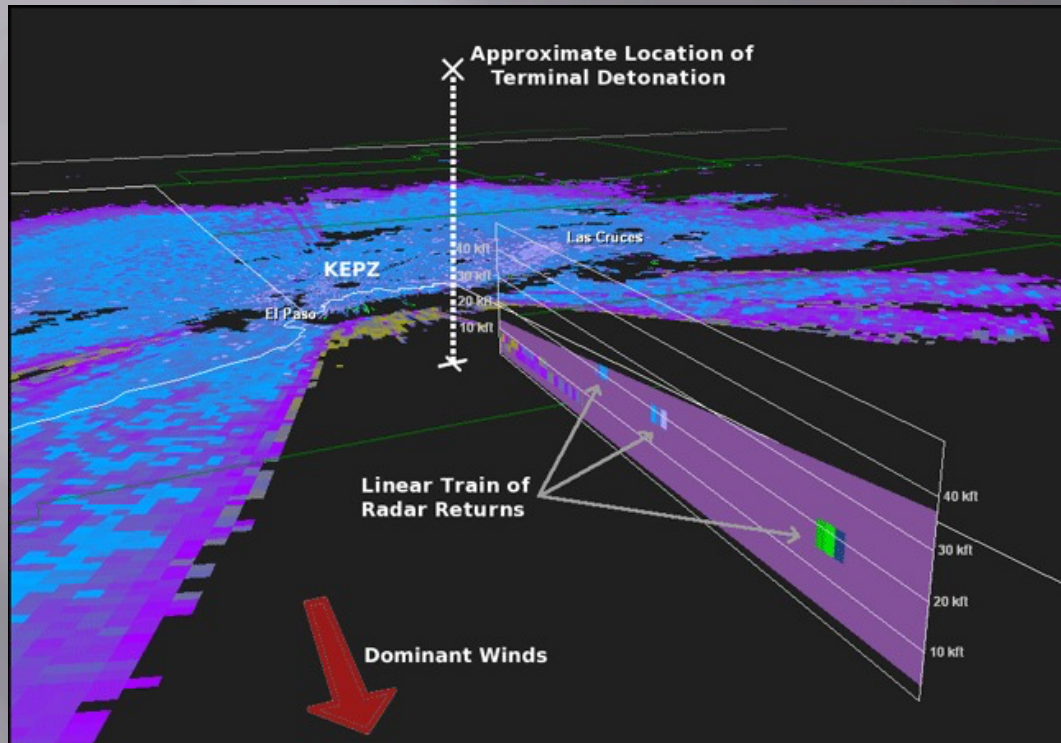 Approximate Location of
Terminal Detonation
Las Cruces
40 kft
30 kft
20 kft
10 kft
KEPZ
El Paso
Linear Train of
Radar Returns
40 kft
30 kft
20 kft
10 kft
Dominant Winds